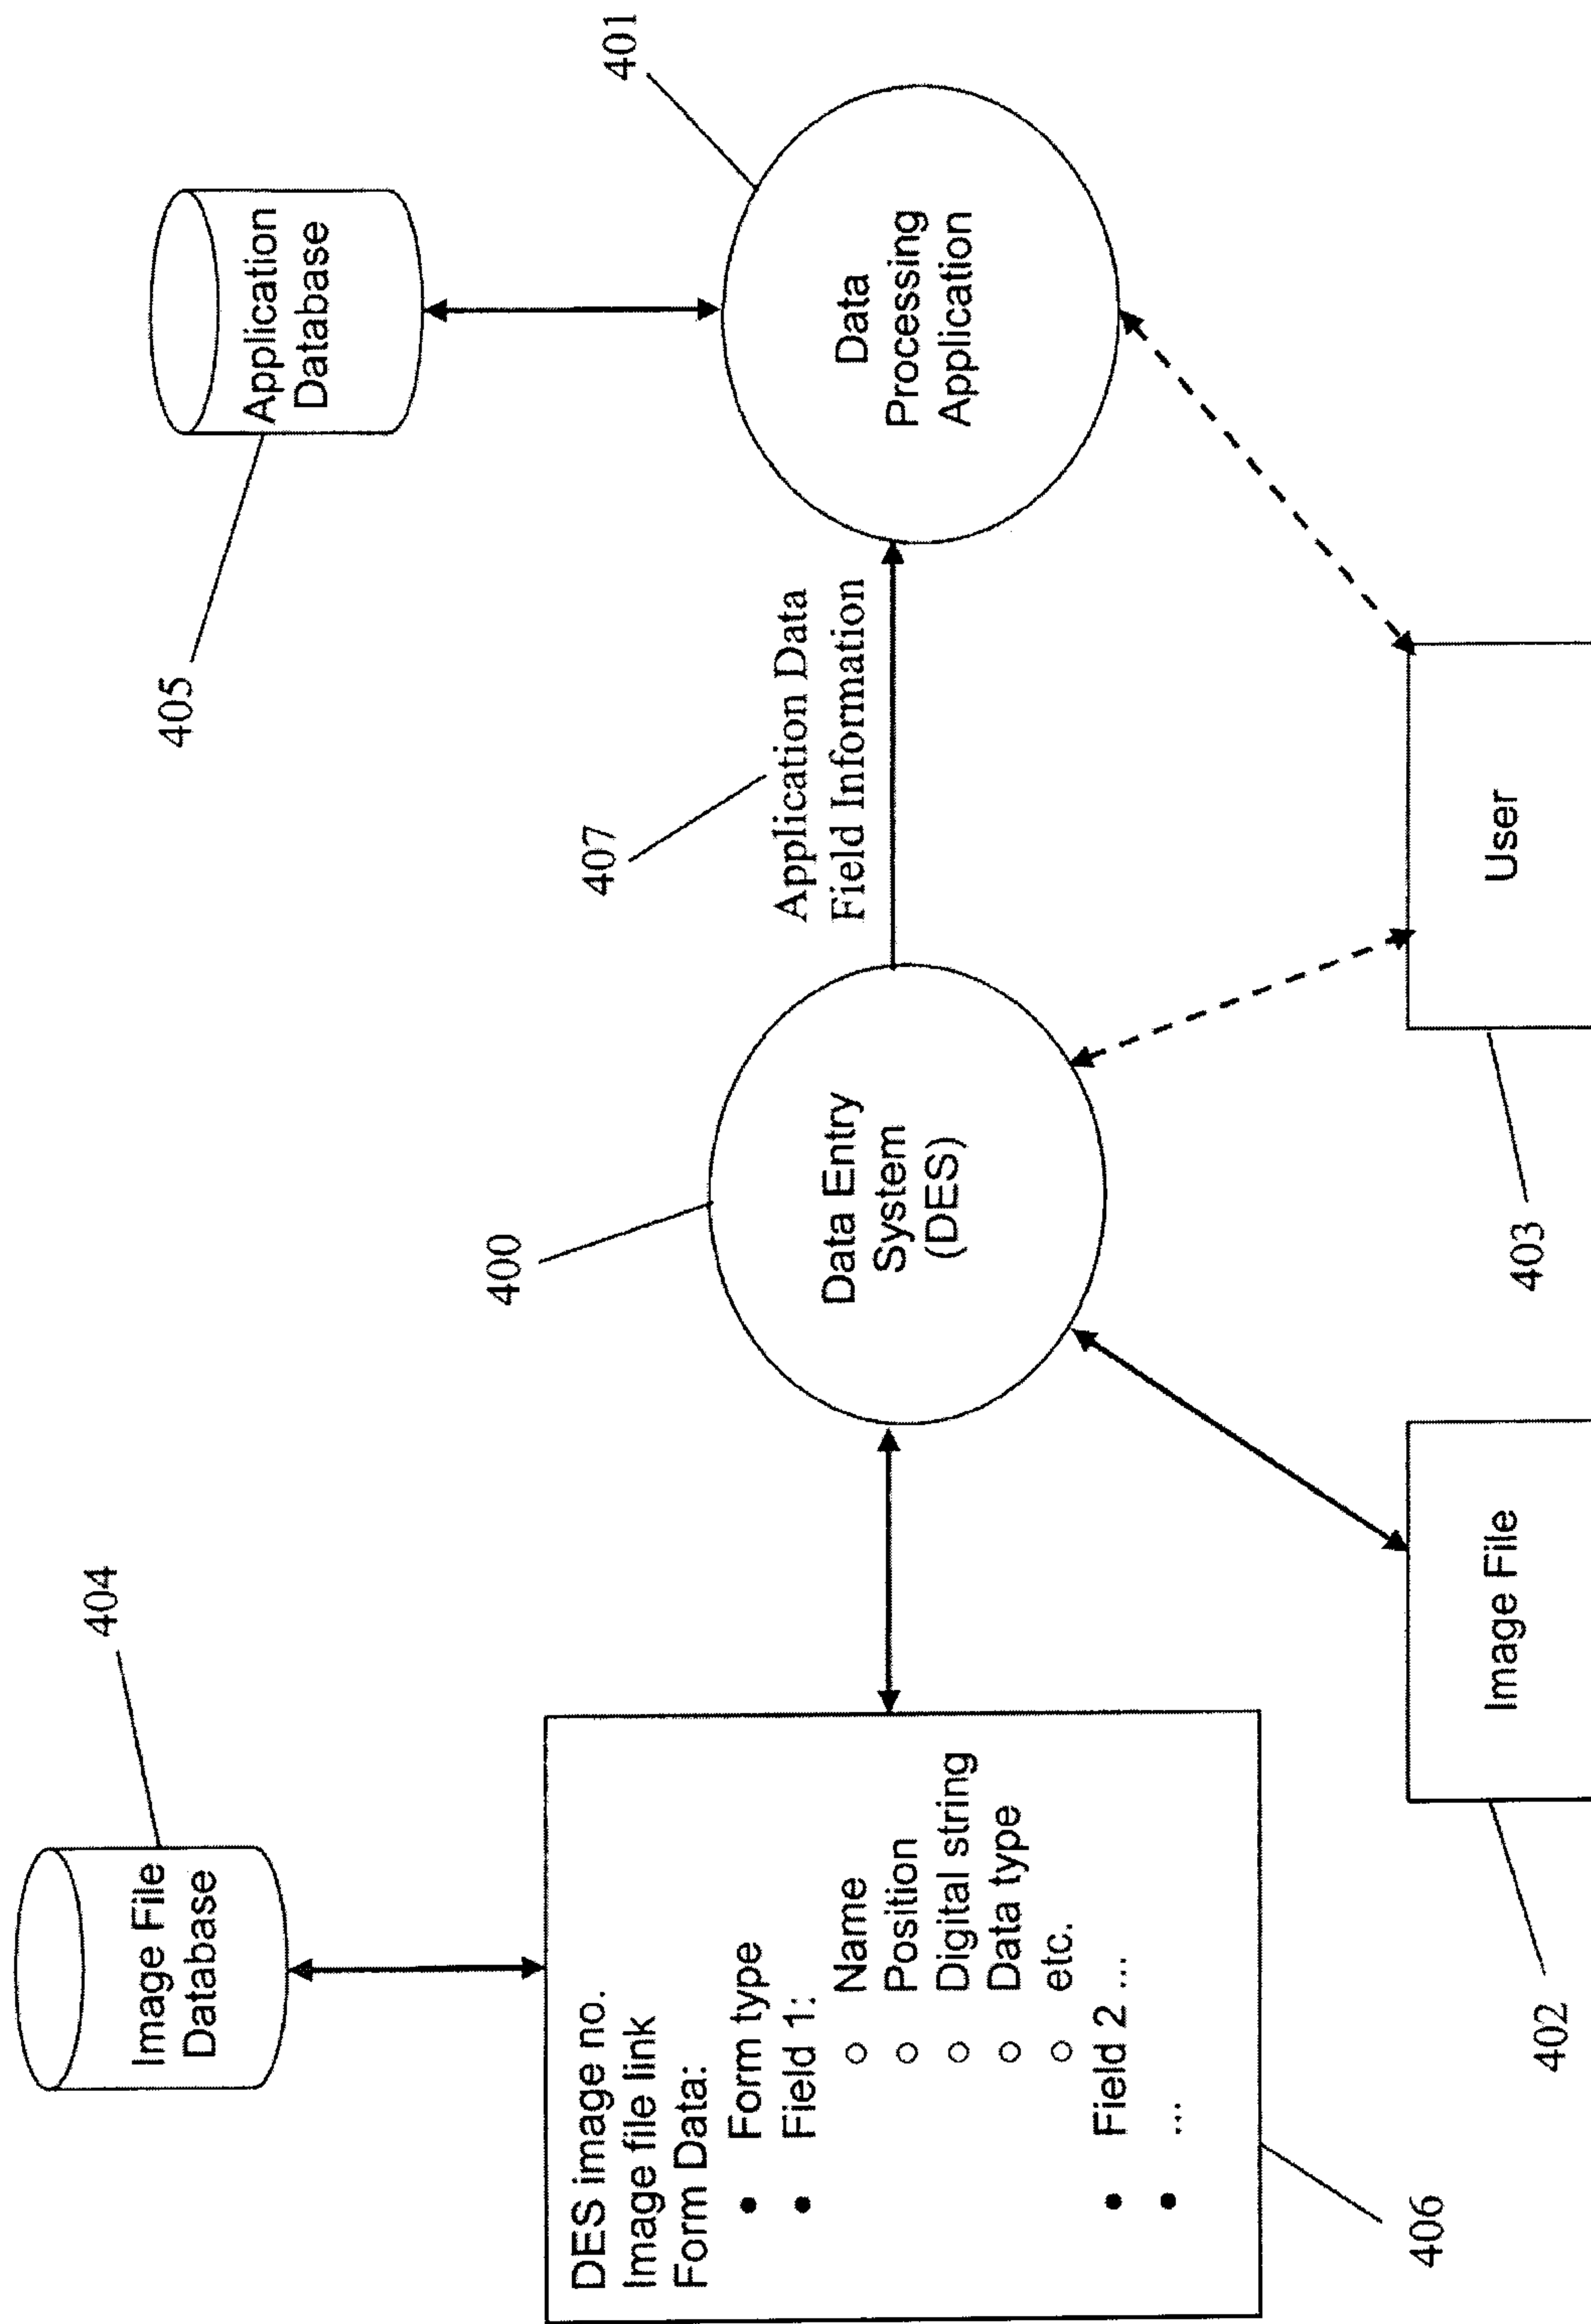 404
Image File
Database
DES image no.
Image file link
Form Data:
• Form type
• Field 1:
○ Name
○ Position
○ Digital string
○ Data type
○ etc.
• Field 2 ...
• ...
406
400
Data Entry
System
(DES)
407
Application Data
Field Information
405
Application
Database
401
Data
Processing
Application
402
Image File
403
User